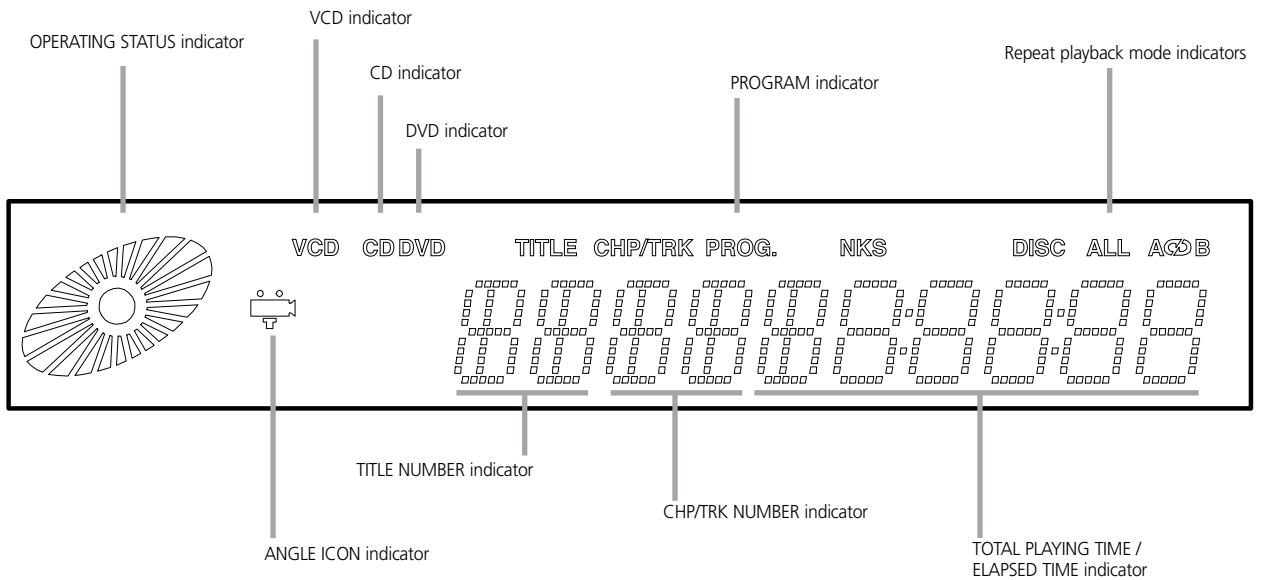 VCD indicator
OPERATING STATUS indicator
Repeat playback mode indicators
CD indicator
PROGRAM indicator
DVD indicator
VCD CD DVD TITLE CHP/TRK PROG. NKS DISC ALL A B
TITLE NUMBER indicator
CHP/TRK NUMBER indicator
ANGLE ICON indicator
TOTAL PLAYING TIME /
ELAPSED TIME indicator